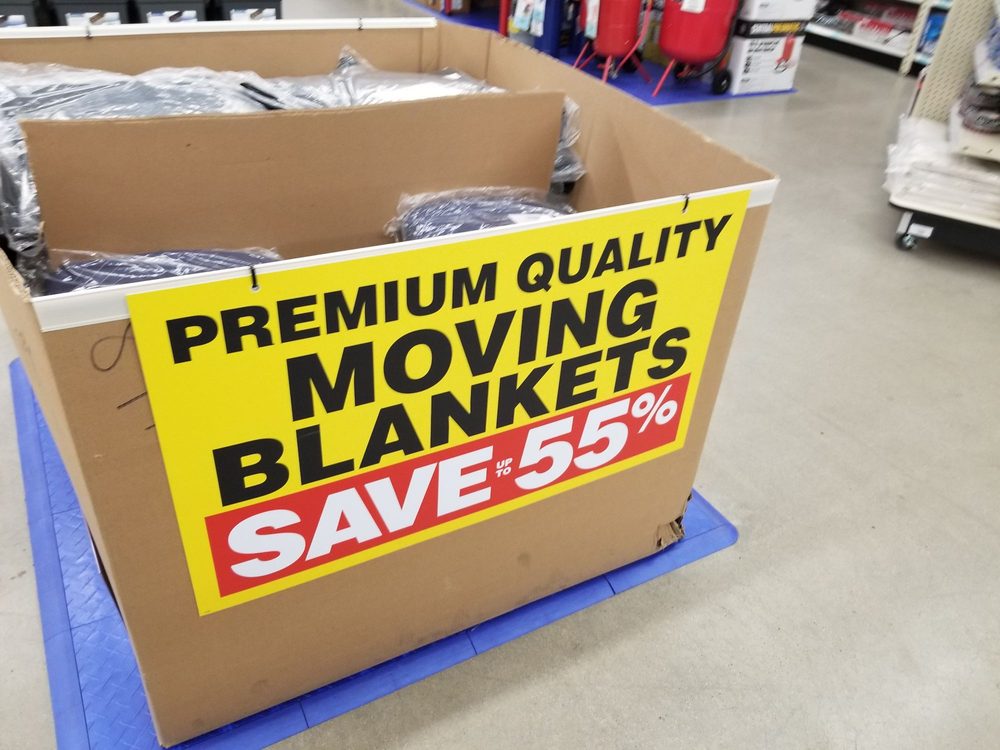 PREMIUM QUALITY
MOVING
BLANKETS
SAVE UP TO 55%